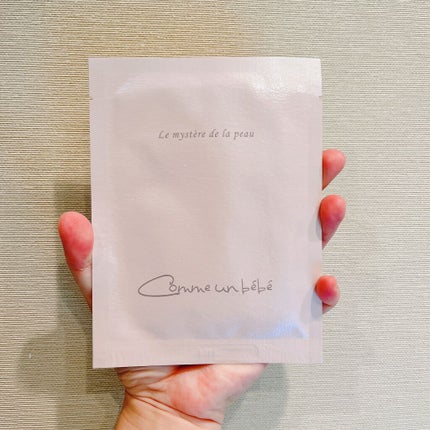 Le mystère de la peau
Comme un bébé